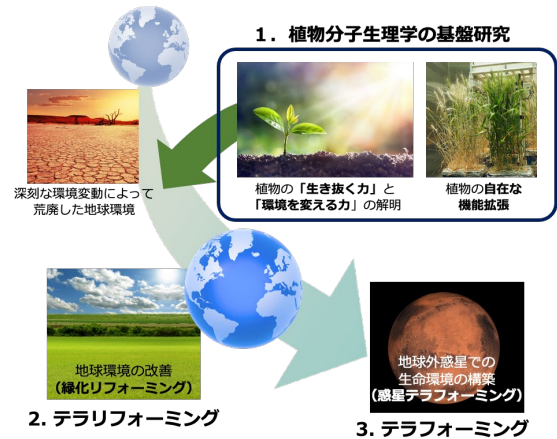 1. 植物分子生理学の基盤研究
植物の「生き抜く力」と
「環境を変える力」の解明
植物の自在な
機能拡張
深刻な環境変動によって
荒廃した地球環境
地球環境の改善
（緑化リフォーミング）
2. テラリフォーミング
地球外惑星での
生命環境の構築
（惑星テラフォーミング）
3. テラフォーミング